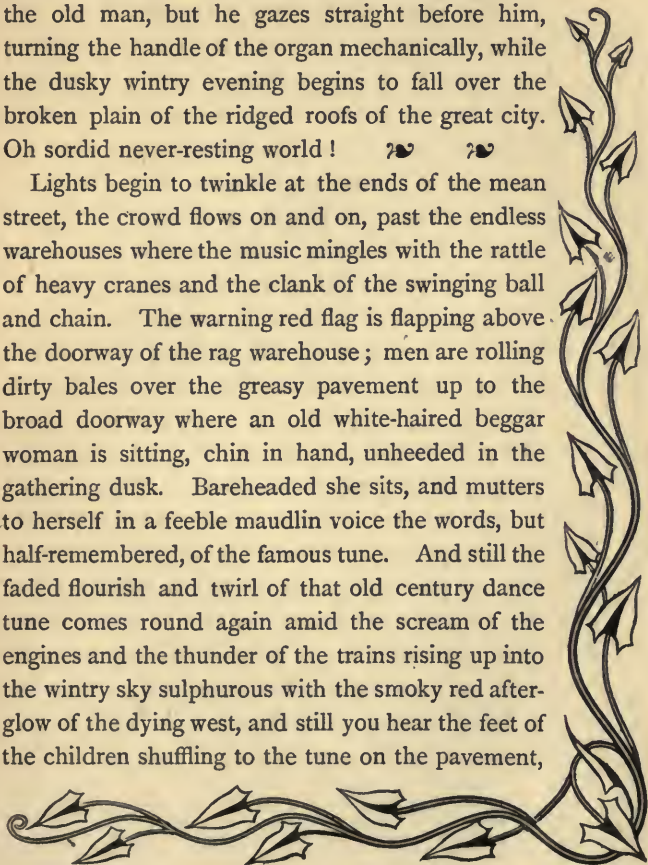 the old man, but he gazes straight before him,
turning the handle of the organ mechanically, while
the dusky wintry evening begins to fall over the
broken plain of the ridged roofs of the great city.
Oh sordid never-resting world !
Lights begin to twinkle at the ends of the mean
street, the crowd flows on and on, past the endless
warehouses where the music mingles with the rattle
of heavy cranes and the clank of the swinging ball
and chain. The warning red flag is flapping above
the doorway of the rag warehouse ; men are rolling
dirty bales over the greasy pavement up to the
broad doorway where an old white-haired beggar
woman is sitting, chin in hand, unheeded in the
gathering dusk. Bareheaded she sits, and mutters
to herself in a feeble maudlin voice the words, but
half-remembered, of the famous tune. And still the
faded flourish and twirl of that old century dance
tune comes round again amid the scream of the
engines and the thunder of the trains rising up into
the wintry sky sulphurous with the smoky red after-
glow of the dying west, and still you hear the feet of
the children shuffling to the tune on the pavement,